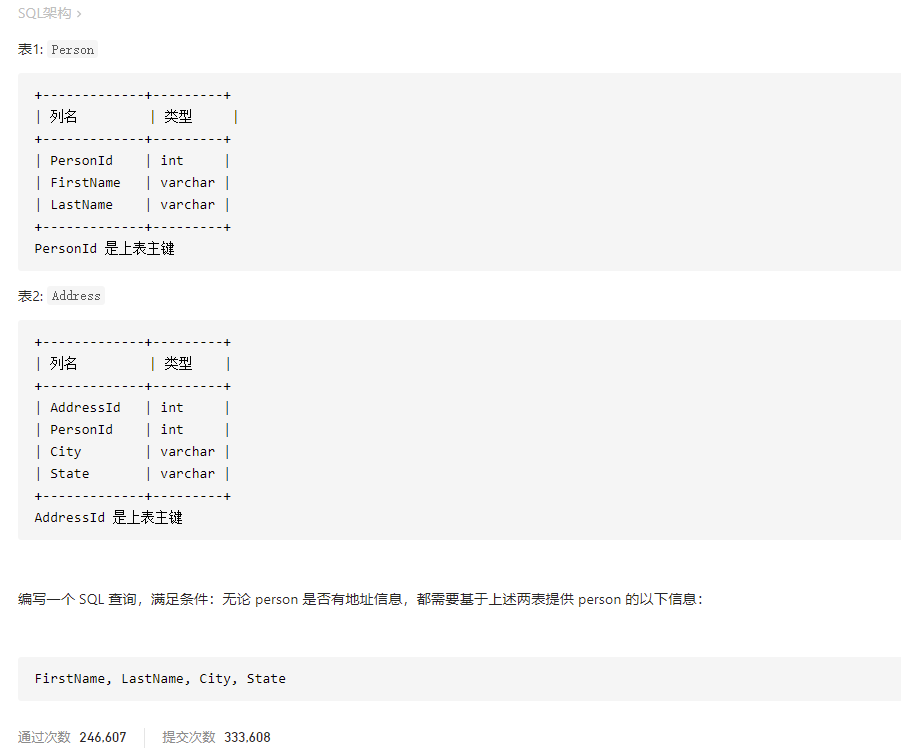 SQL架构 >
表1: Person
+-------------+---------+
| 列名         | 类型     |
+-------------+---------+
| PersonId    | int     |
| FirstName   | varchar |
| LastName    | varchar |
+-------------+---------+
PersonId 是上表主键
表2: Address
+-------------+---------+
| 列名         | 类型    |
+-------------+---------+
| AddressId   | int     |
| PersonId    | int     |
| City        | varchar |
| State       | varchar |
+-------------+---------+
AddressId 是上表主键
编写一个 SQL 查询，满足条件：无论 person 是否有地址信息，都需要基于上述两表提供 person 的以下信息：
FirstName, LastName, City, State
通过次数 246,607 | 提交次数 333,608